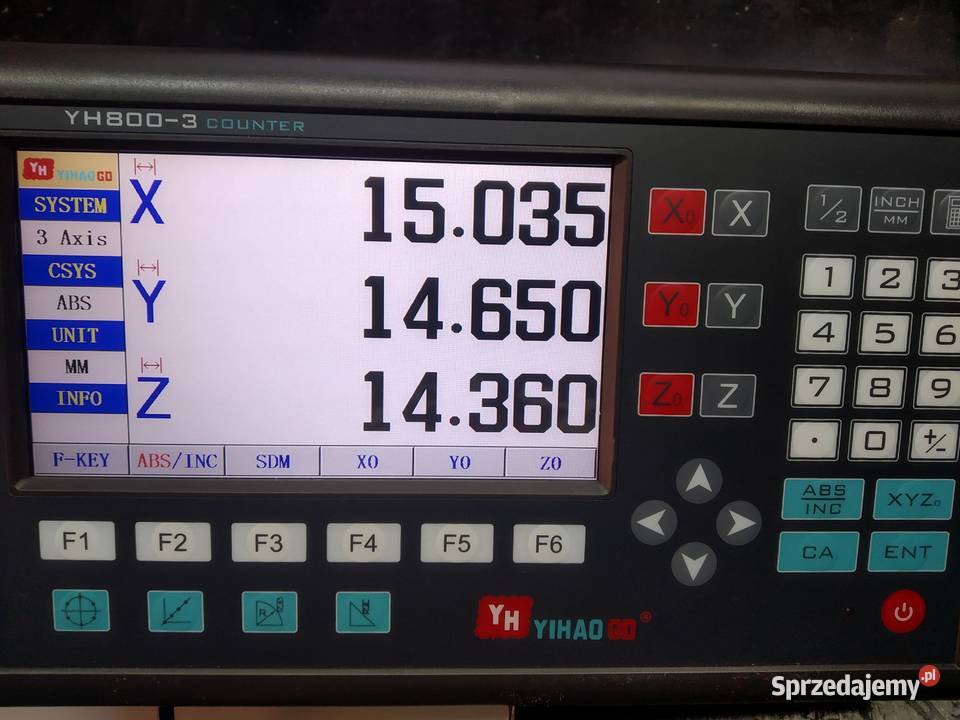 YH800-3 COUNTER
YH YIHAO GD
SYSTEM
3 Axis
CSYS
ABS
UNIT
MM
INFO
X 15.035
Y 14.650
Z 14.360
F-KEY ABS/INC SDM X0 Y0 Z0
F1 F2 F3 F4 F5 F6
X0 X 1/2 INCH MM
1 2 3
Y0 Y
4 5 6
Z0 Z
7 8 9
. 0 +/-
ABS INC XYZ0
CA ENT
R
YH YIHAO GD ®
Sprzedajemy.pl